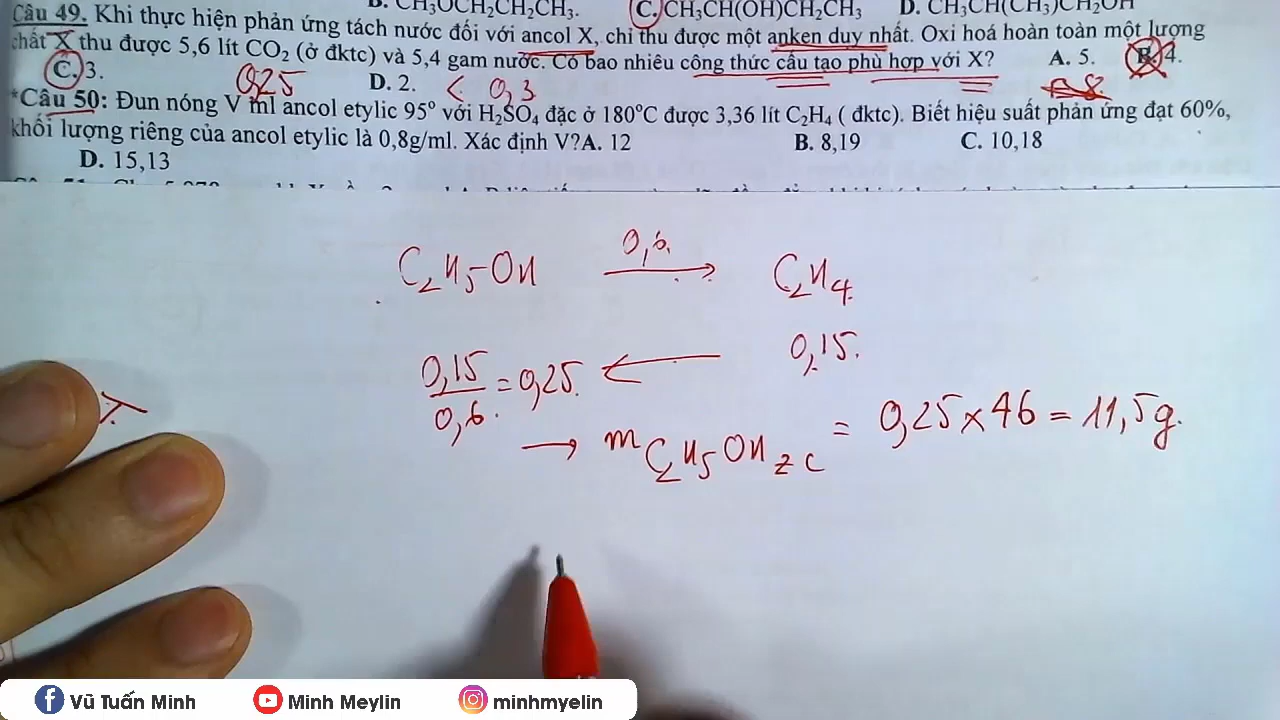 B. CH3OCH2CH2CH3. C. CH3CH(OH)CH2CH3 D. CH3CH(CH3)CH2OH
Câu 49. Khi thực hiện phản ứng tách nước đối với ancol X, chỉ thu được một anken duy nhất. Oxi hoá hoàn toàn một lượng
chất X thu được 5,6 lít CO2 (ở đktc) và 5,4 gam nước. Có bao nhiêu công thức cấu tạo phù hợp với X? A. 5. B. 4.
C. 3. D. 2.
0,25 < 0,3
*Câu 50: Đun nóng V ml ancol etylic 95º với H2SO4 đặc ở 180ºC được 3,36 lít C2H4 ( đktc). Biết hiệu suất phản ứng đạt 60%,
khối lượng riêng của ancol etylic là 0,8g/ml. Xác định V?A. 12 B. 8,19 C. 10,18
D. 15,13
C2H5OH 0,6 → C2H4
0,15/0,6 = 0,25 ← 0,15
→ mC2H5OH = 0,25 × 46 = 11,5g
Vũ Tuấn Minh Minh Meylin minhmyelin